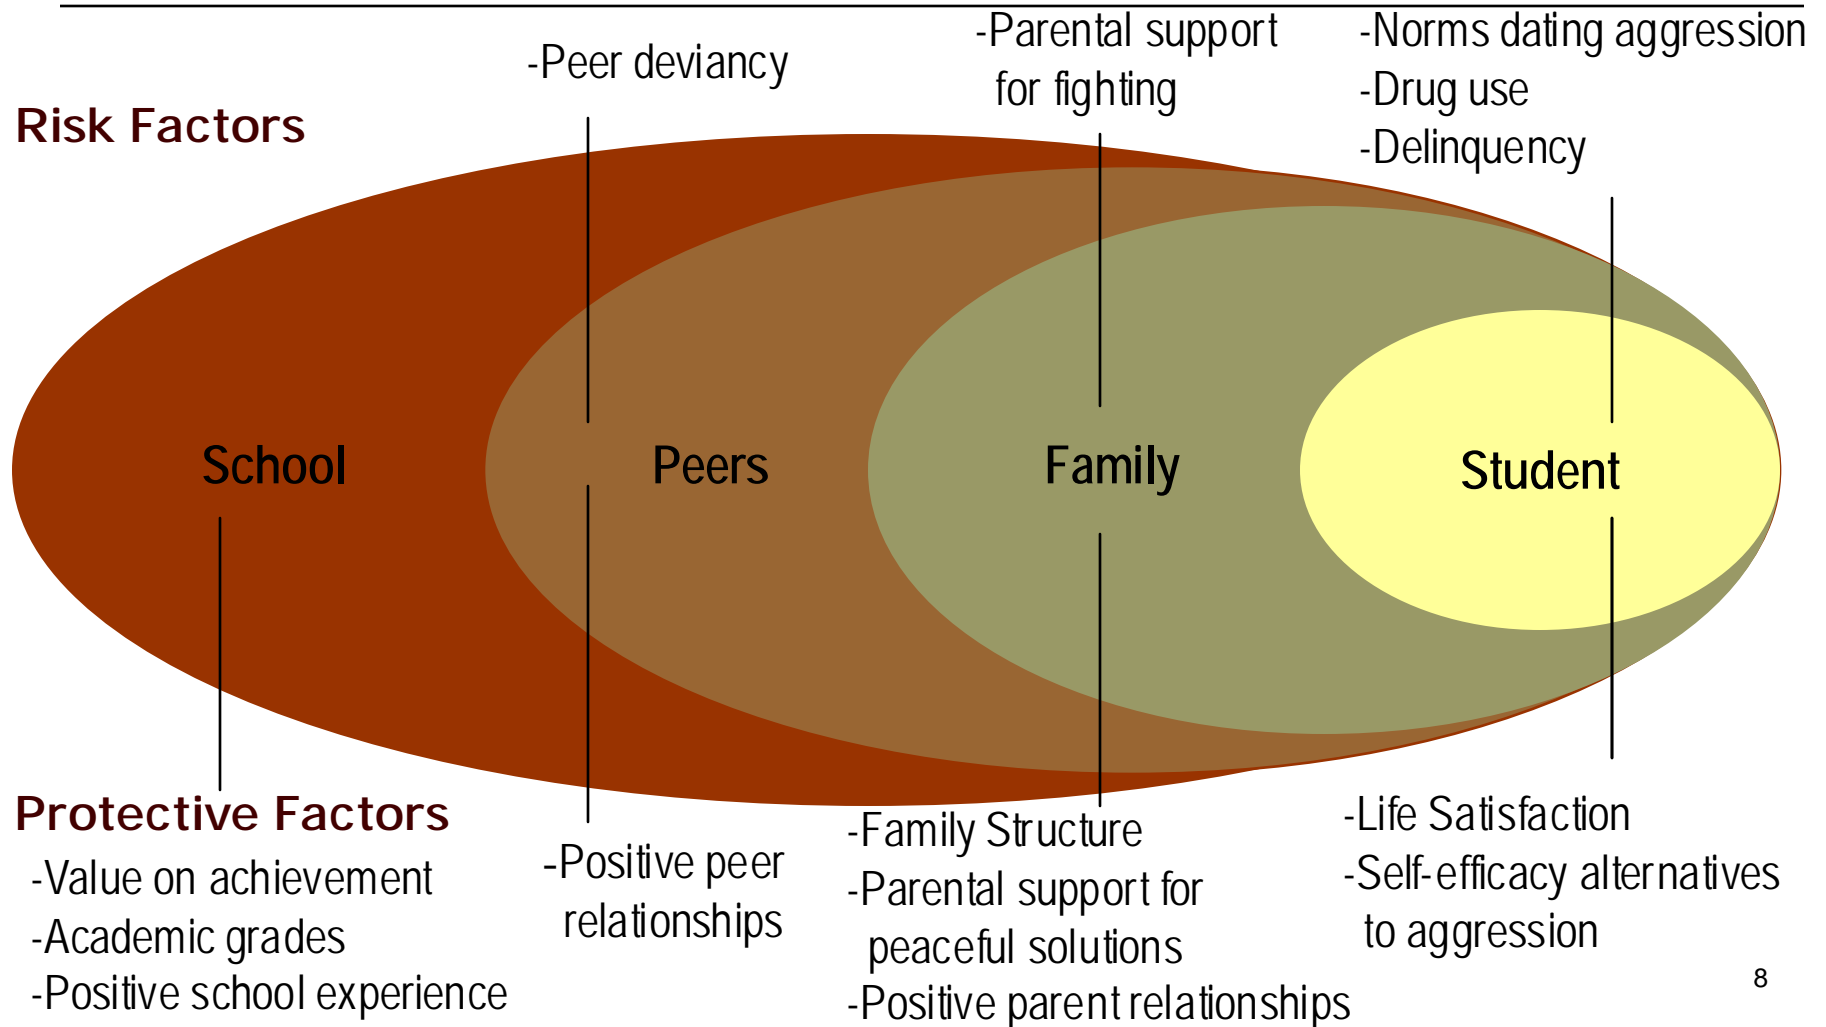 -Peer deviancy
-Parental support
for fighting
-Norms dating aggression
-Drug use
-Delinquency
Risk Factors
School
Peers
Family
Student
Protective Factors
-Value on achievement
-Academic grades
-Positive school experience
-Positive peer
relationships
-Family Structure
-Parental support for
peaceful solutions
-Positive parent relationships
-Life Satisfaction
-Self-efficacy alternatives
to aggression
8